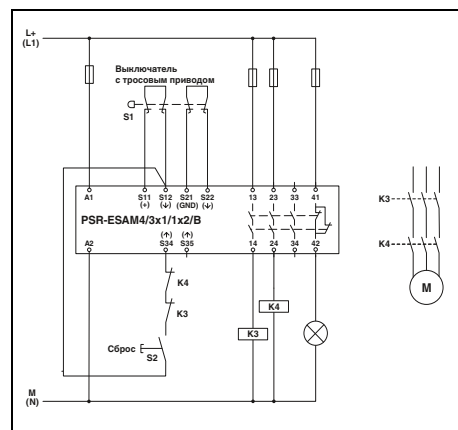 L+
(L1)
Выключатель
с тросовым приводом
S1
A1 S11 S12 S21 S22 13 23 33 41
(+) (↓) (GND) (↓)
PSR-ESAM4/3x1/1x2/B
(↑) (↑)
A2 S34 S35 14 24 34 42
K3
K4
M
K4
K3
Сброс
S2
K4
K3
M
(N)